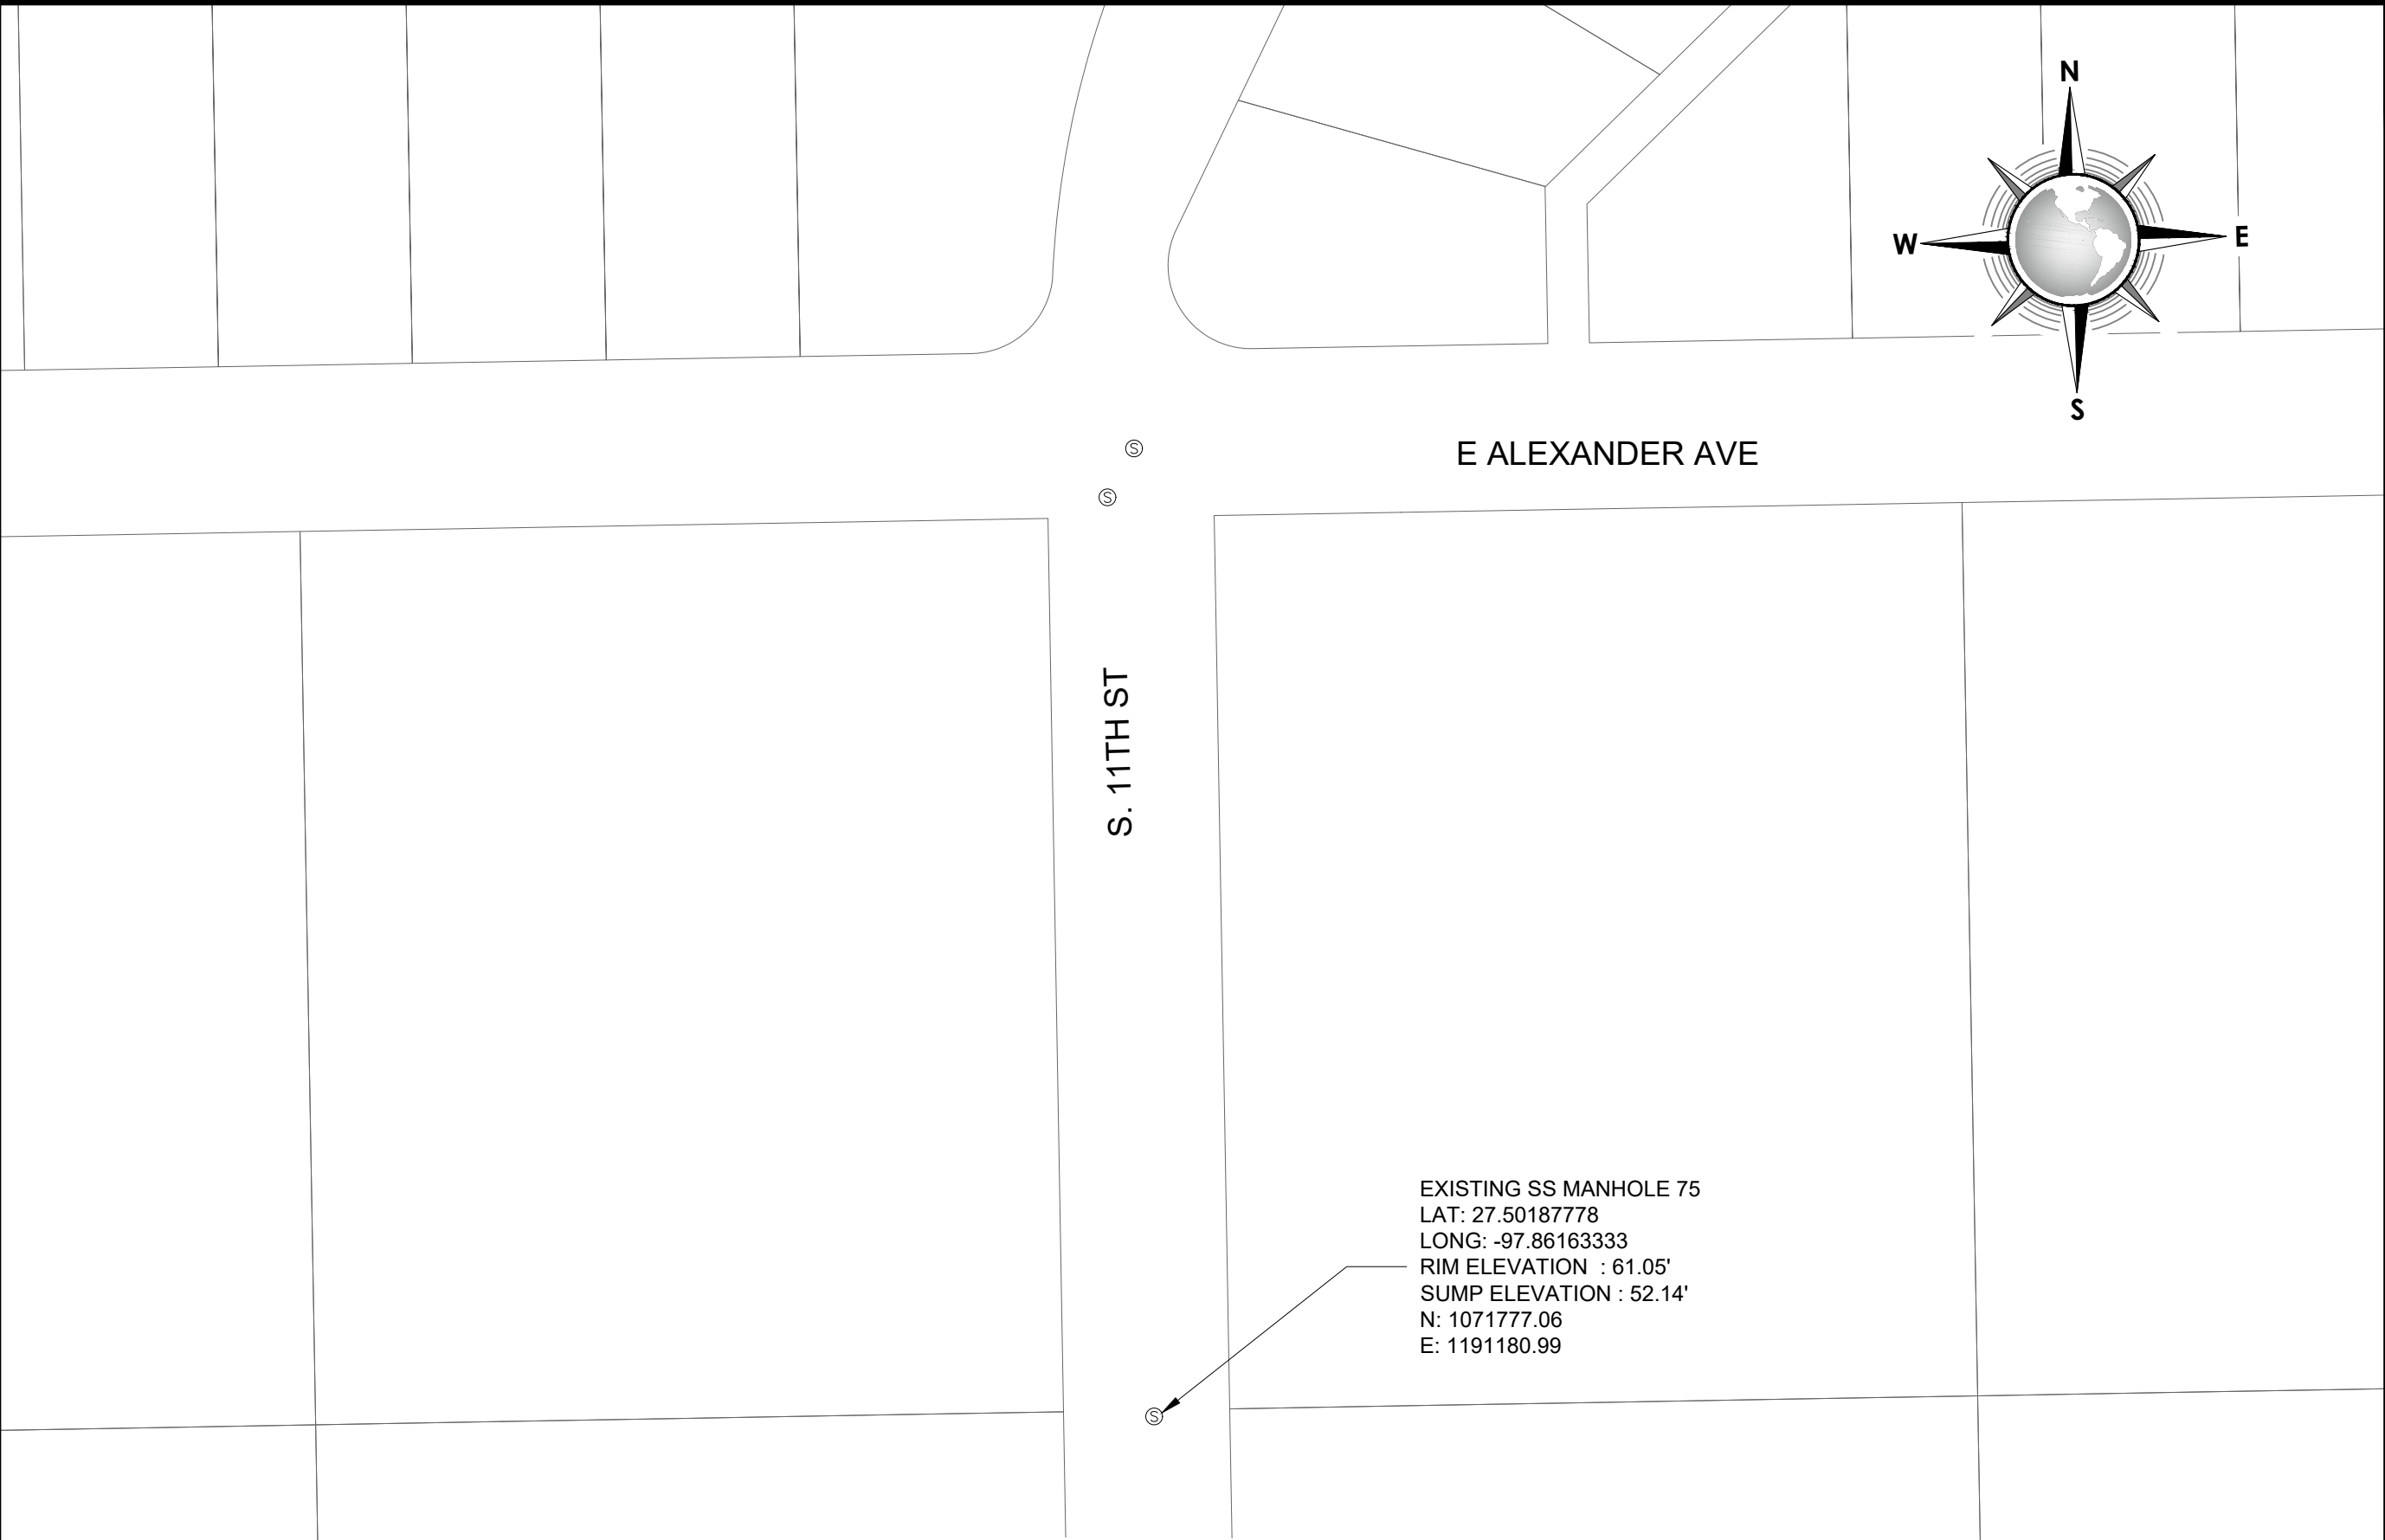 N
W
E
S
E ALEXANDER AVE
S
S
S. 11TH ST
EXISTING SS MANHOLE 75
LAT: 27.50187778
LONG: -97.86163333
RIM ELEVATION : 61.05'
SUMP ELEVATION : 52.14'
N: 1071777.06
E: 1191180.99
S